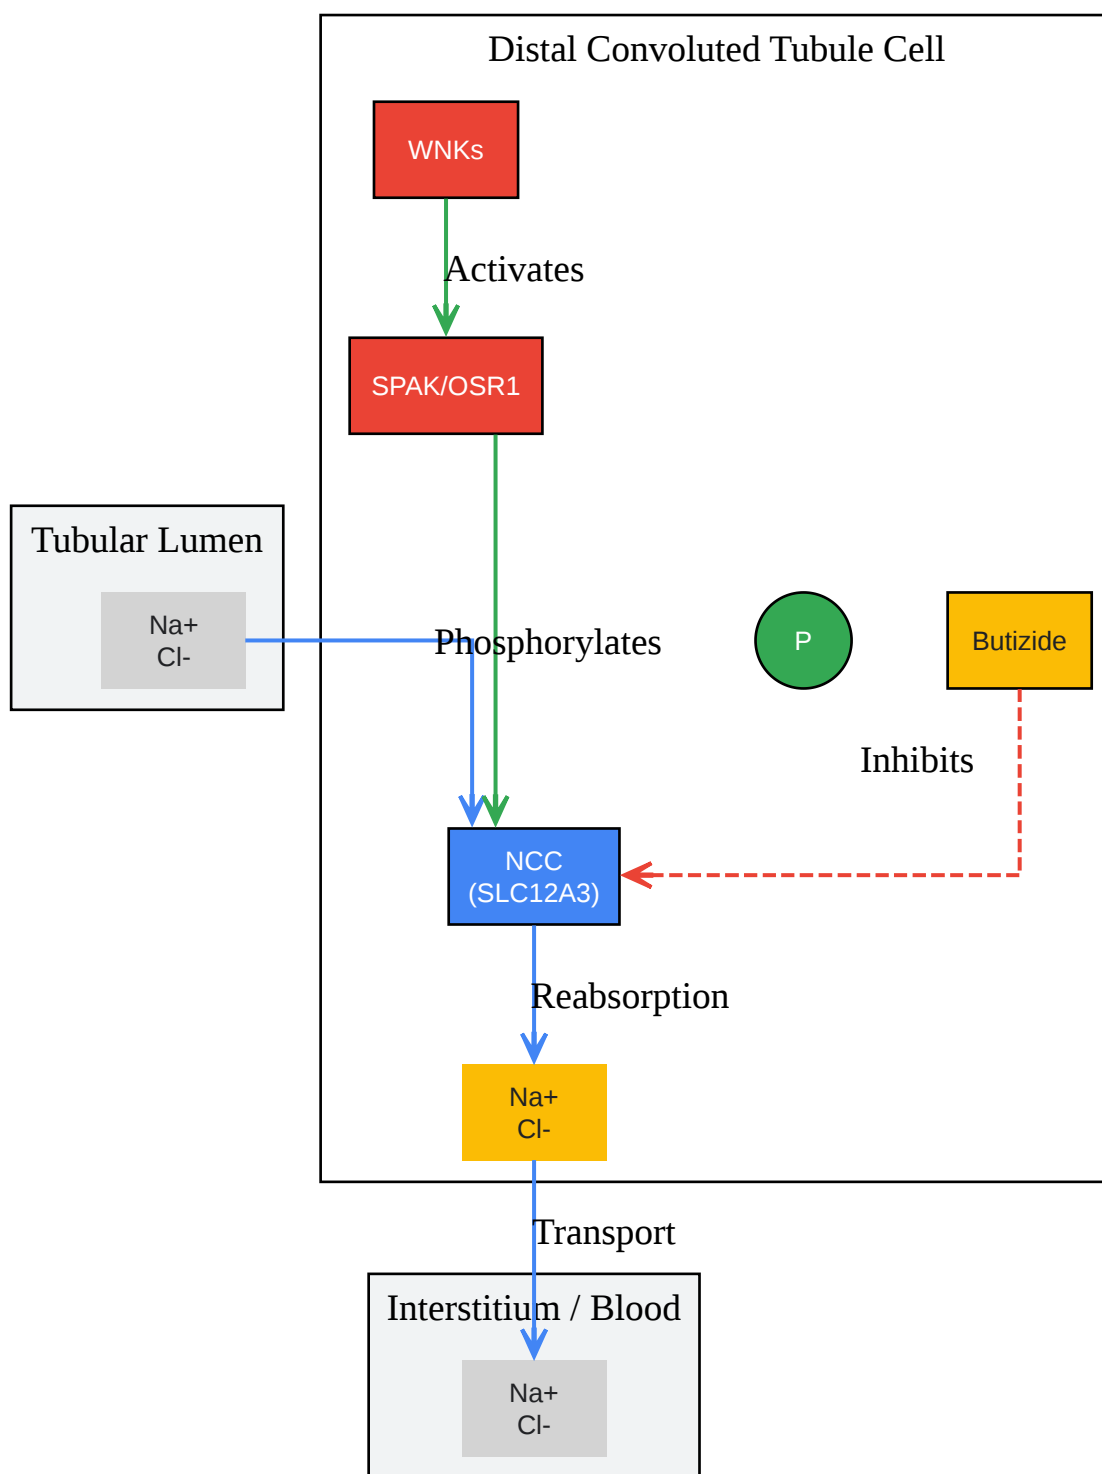 Distal Convoluted Tubule Cell
WNKs
Activates
SPAK/OSR1
Tubular Lumen
Na+
Cl-
Phosphorylates
P
Butizide
Inhibits
NCC
(SLC12A3)
Reabsorption
Na+
Cl-
Transport
Interstitium / Blood
Na+
Cl-